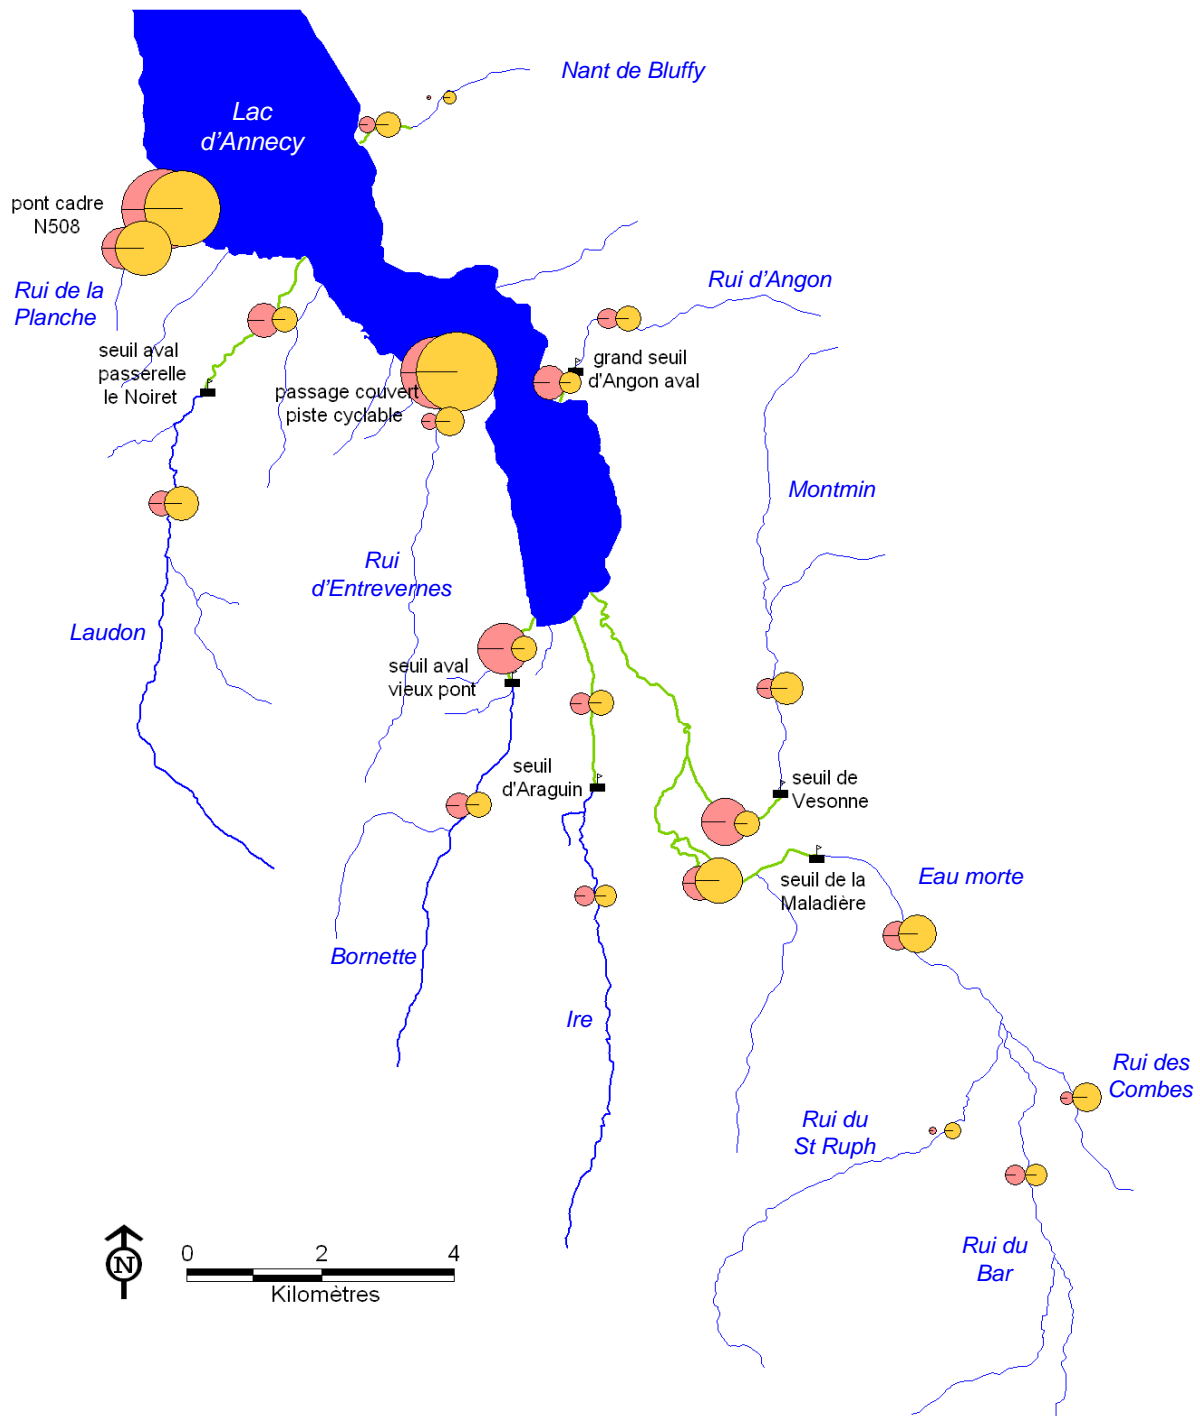 Nant de Bluffy
Lac
d'Annecy
pont cadre
N508
Rui de la
Planche
Rui d'Angon
seuil aval
passerelle
le Noiret
grand seuil
d'Angon aval
passage couvert
piste cyclable
Montmin
Rui
d'Entrevernes
Laudon
seuil aval
vieux pont
seuil
d'Araguin
seuil de
Vesonne
seuil de la
Maladière
Eau morte
Bornette
Ire
Rui des
Combes
Rui du
St Ruph
Rui du
Bar
N
0 2 4
Kilomètres